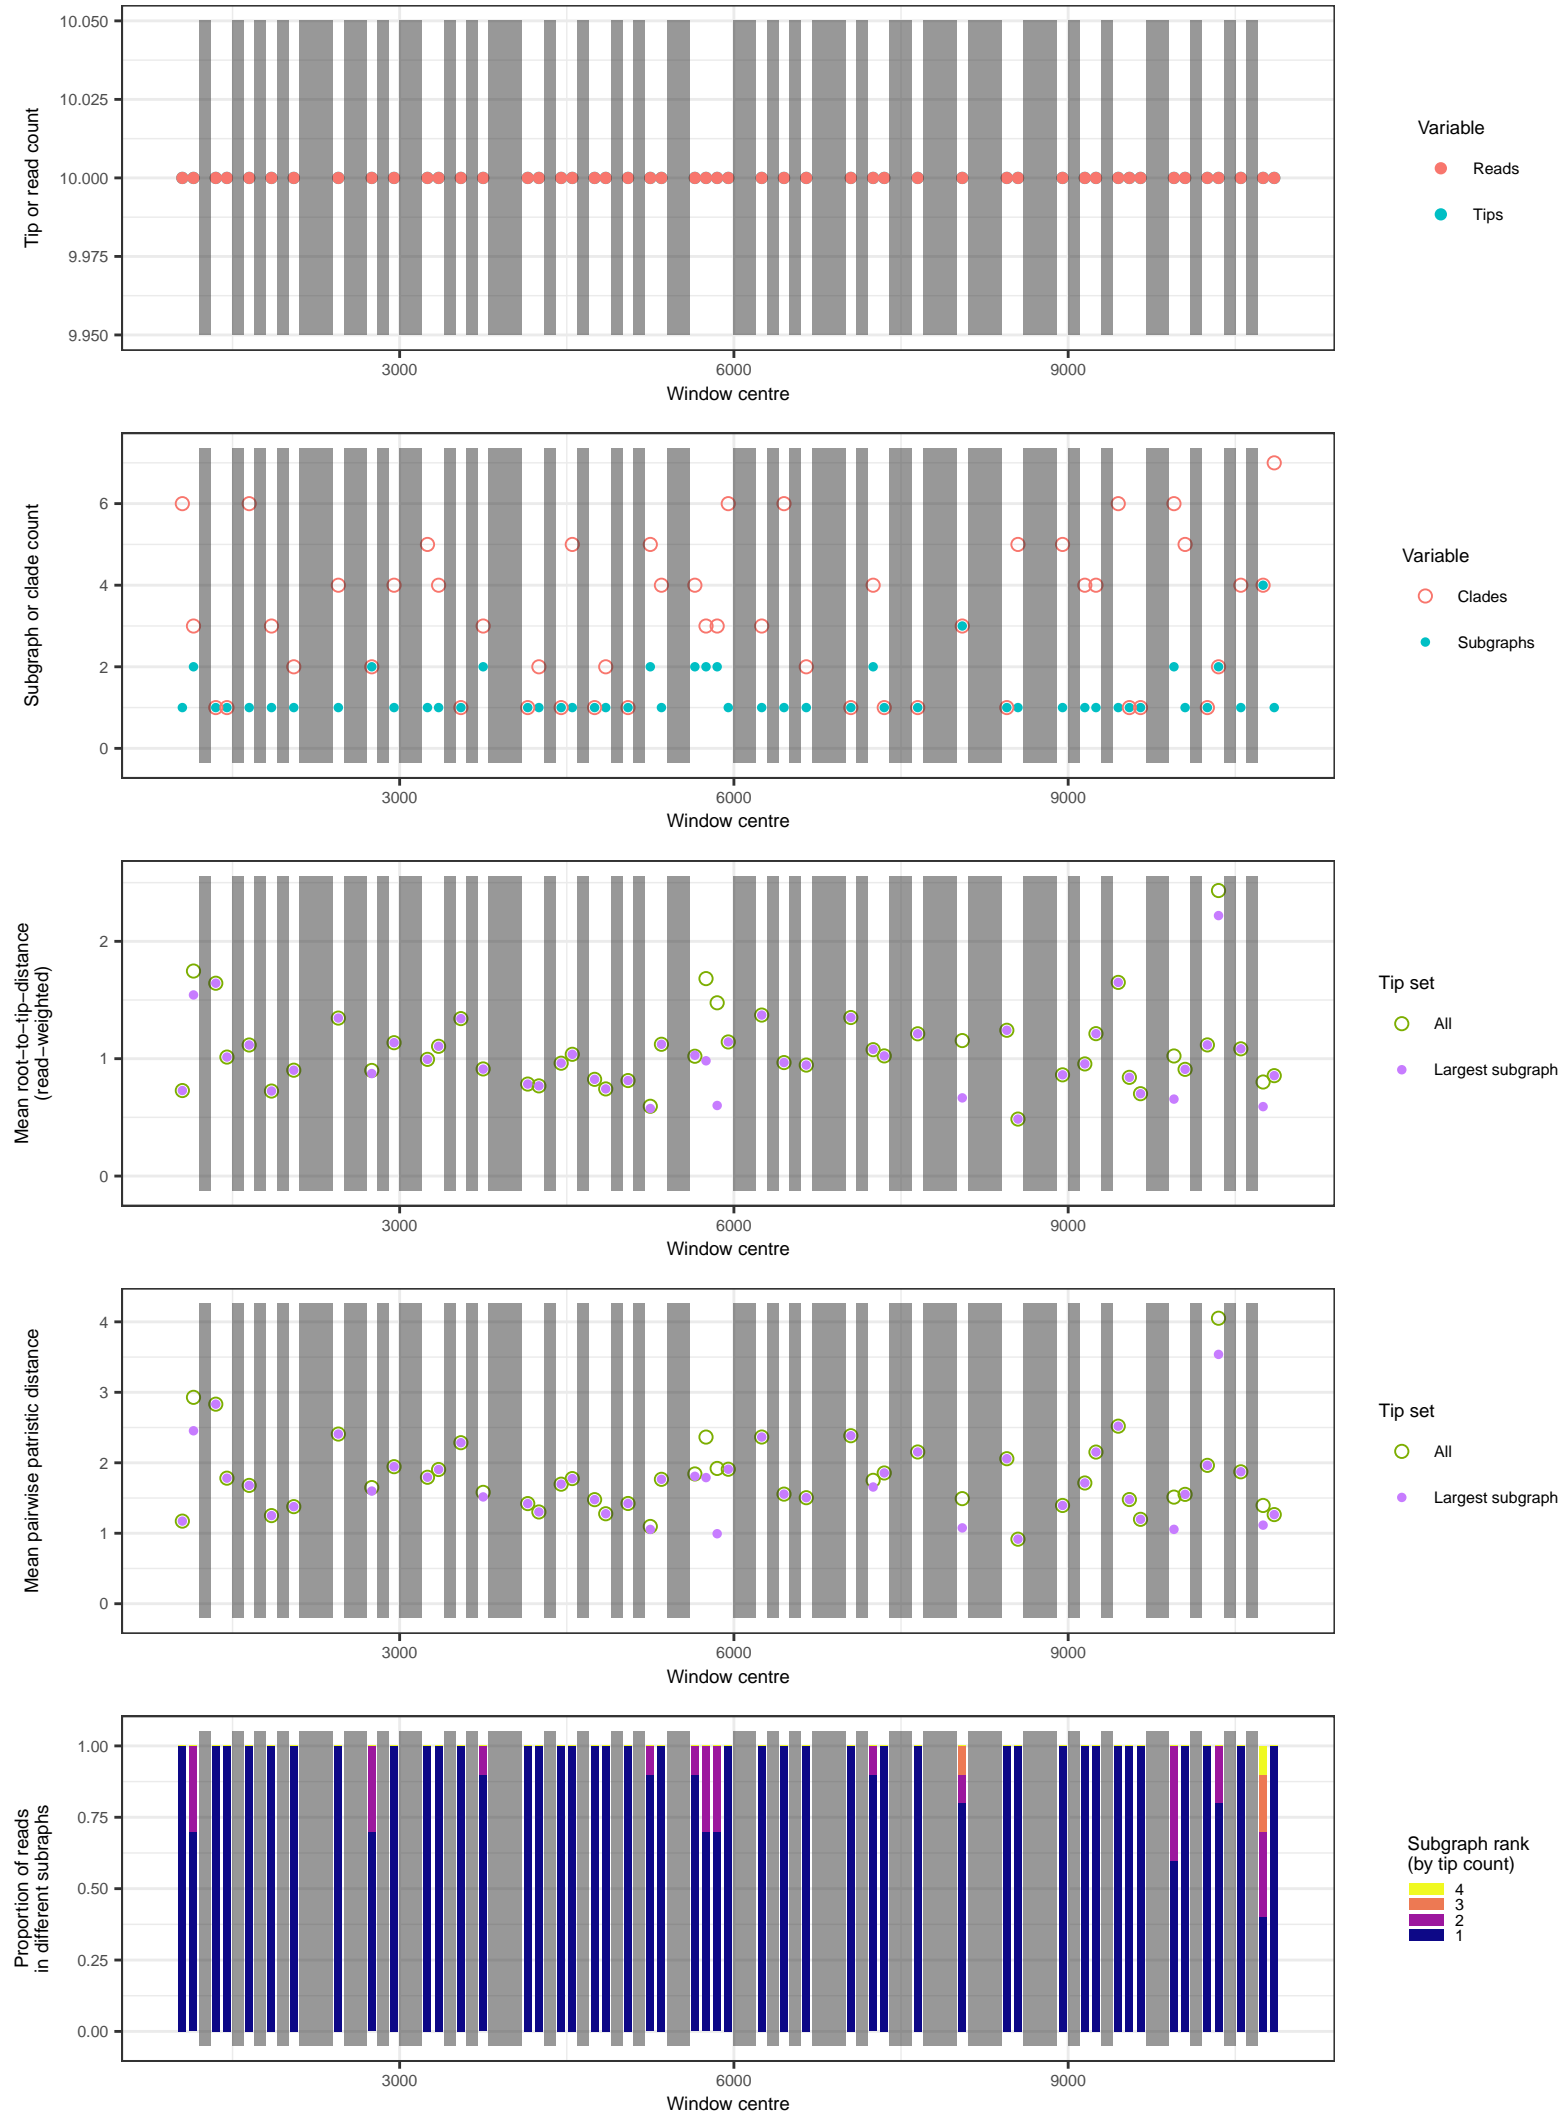 10.050
10.025
10.000
9.975
9.950
Tip or read count
3000
6000
9000
Window centre
Variable
Reads
Tips
6
4
2
0
Subgraph or clade count
3000
6000
9000
Window centre
Variable
Clades
Subgraphs
2
1
0
Mean root−to−tip−distance
(read−weighted)
3000
6000
9000
Window centre
Tip set
All
Largest subgraph
4
3
2
1
0
Mean pairwise patristic distance
3000
6000
9000
Window centre
Tip set
All
Largest subgraph
1.00
0.75
0.50
0.25
0.00
Proportion of reads
in different subraphs
3000
6000
9000
Window centre
Subgraph rank
(by tip count)
4
3
2
1